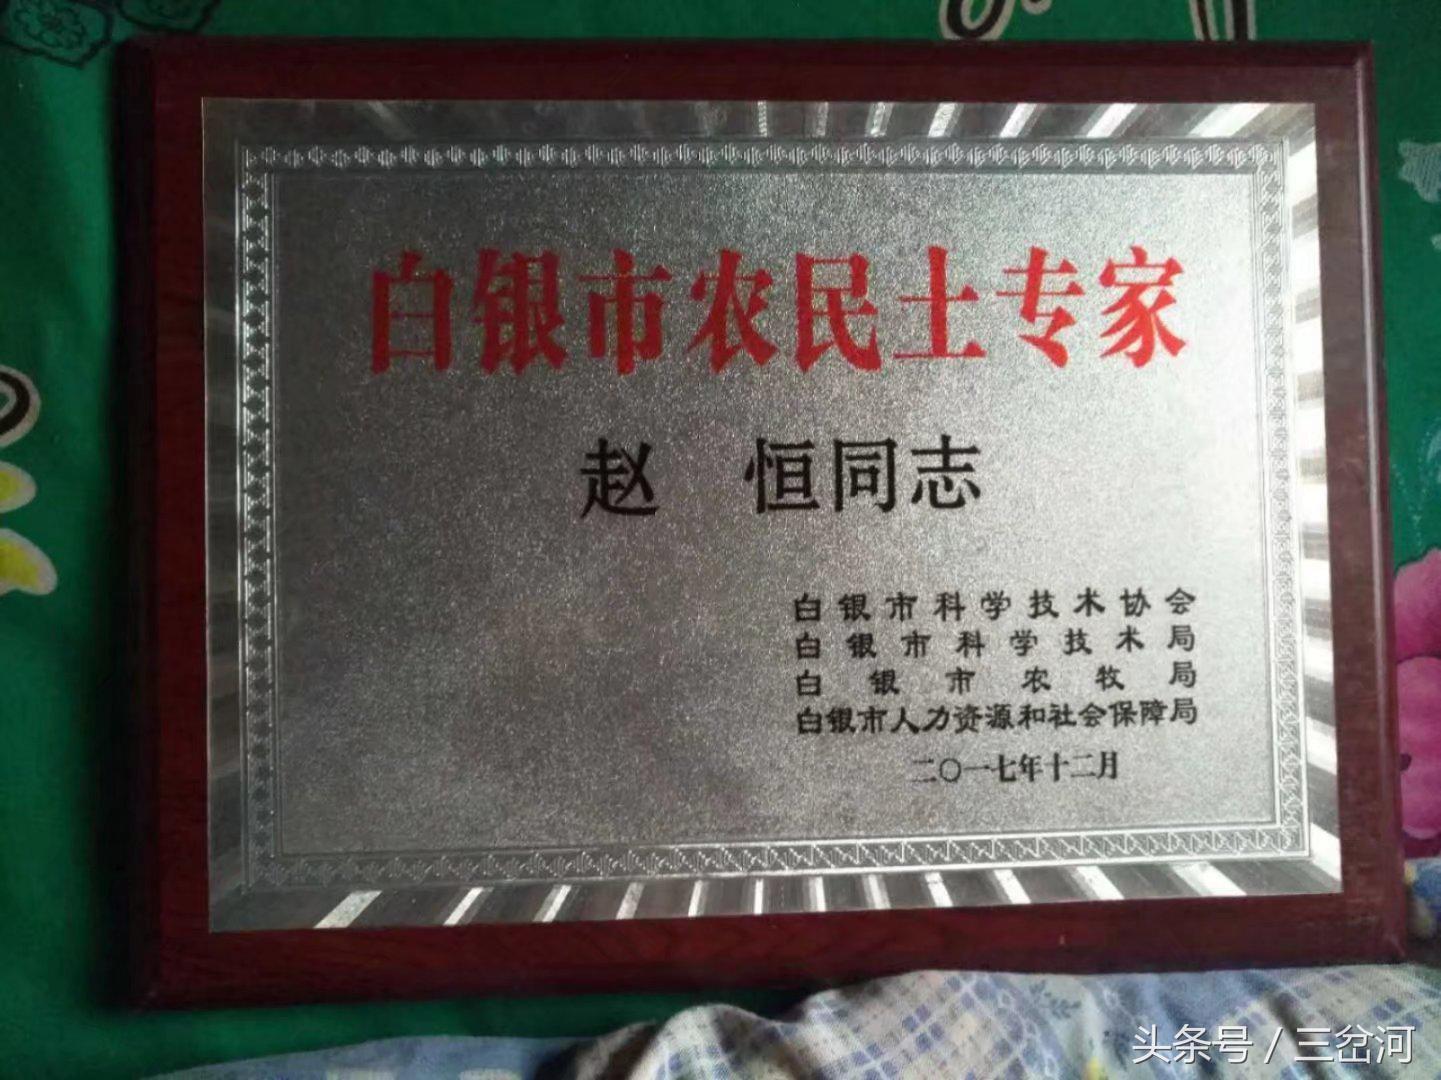 白银市农民土专家
赵 恒同志
白银市科学技术协会
白银市科学技术局
白银市农牧局
白银市人力资源和社会保障局
二〇一七年十二月
头条号 / 三岔河